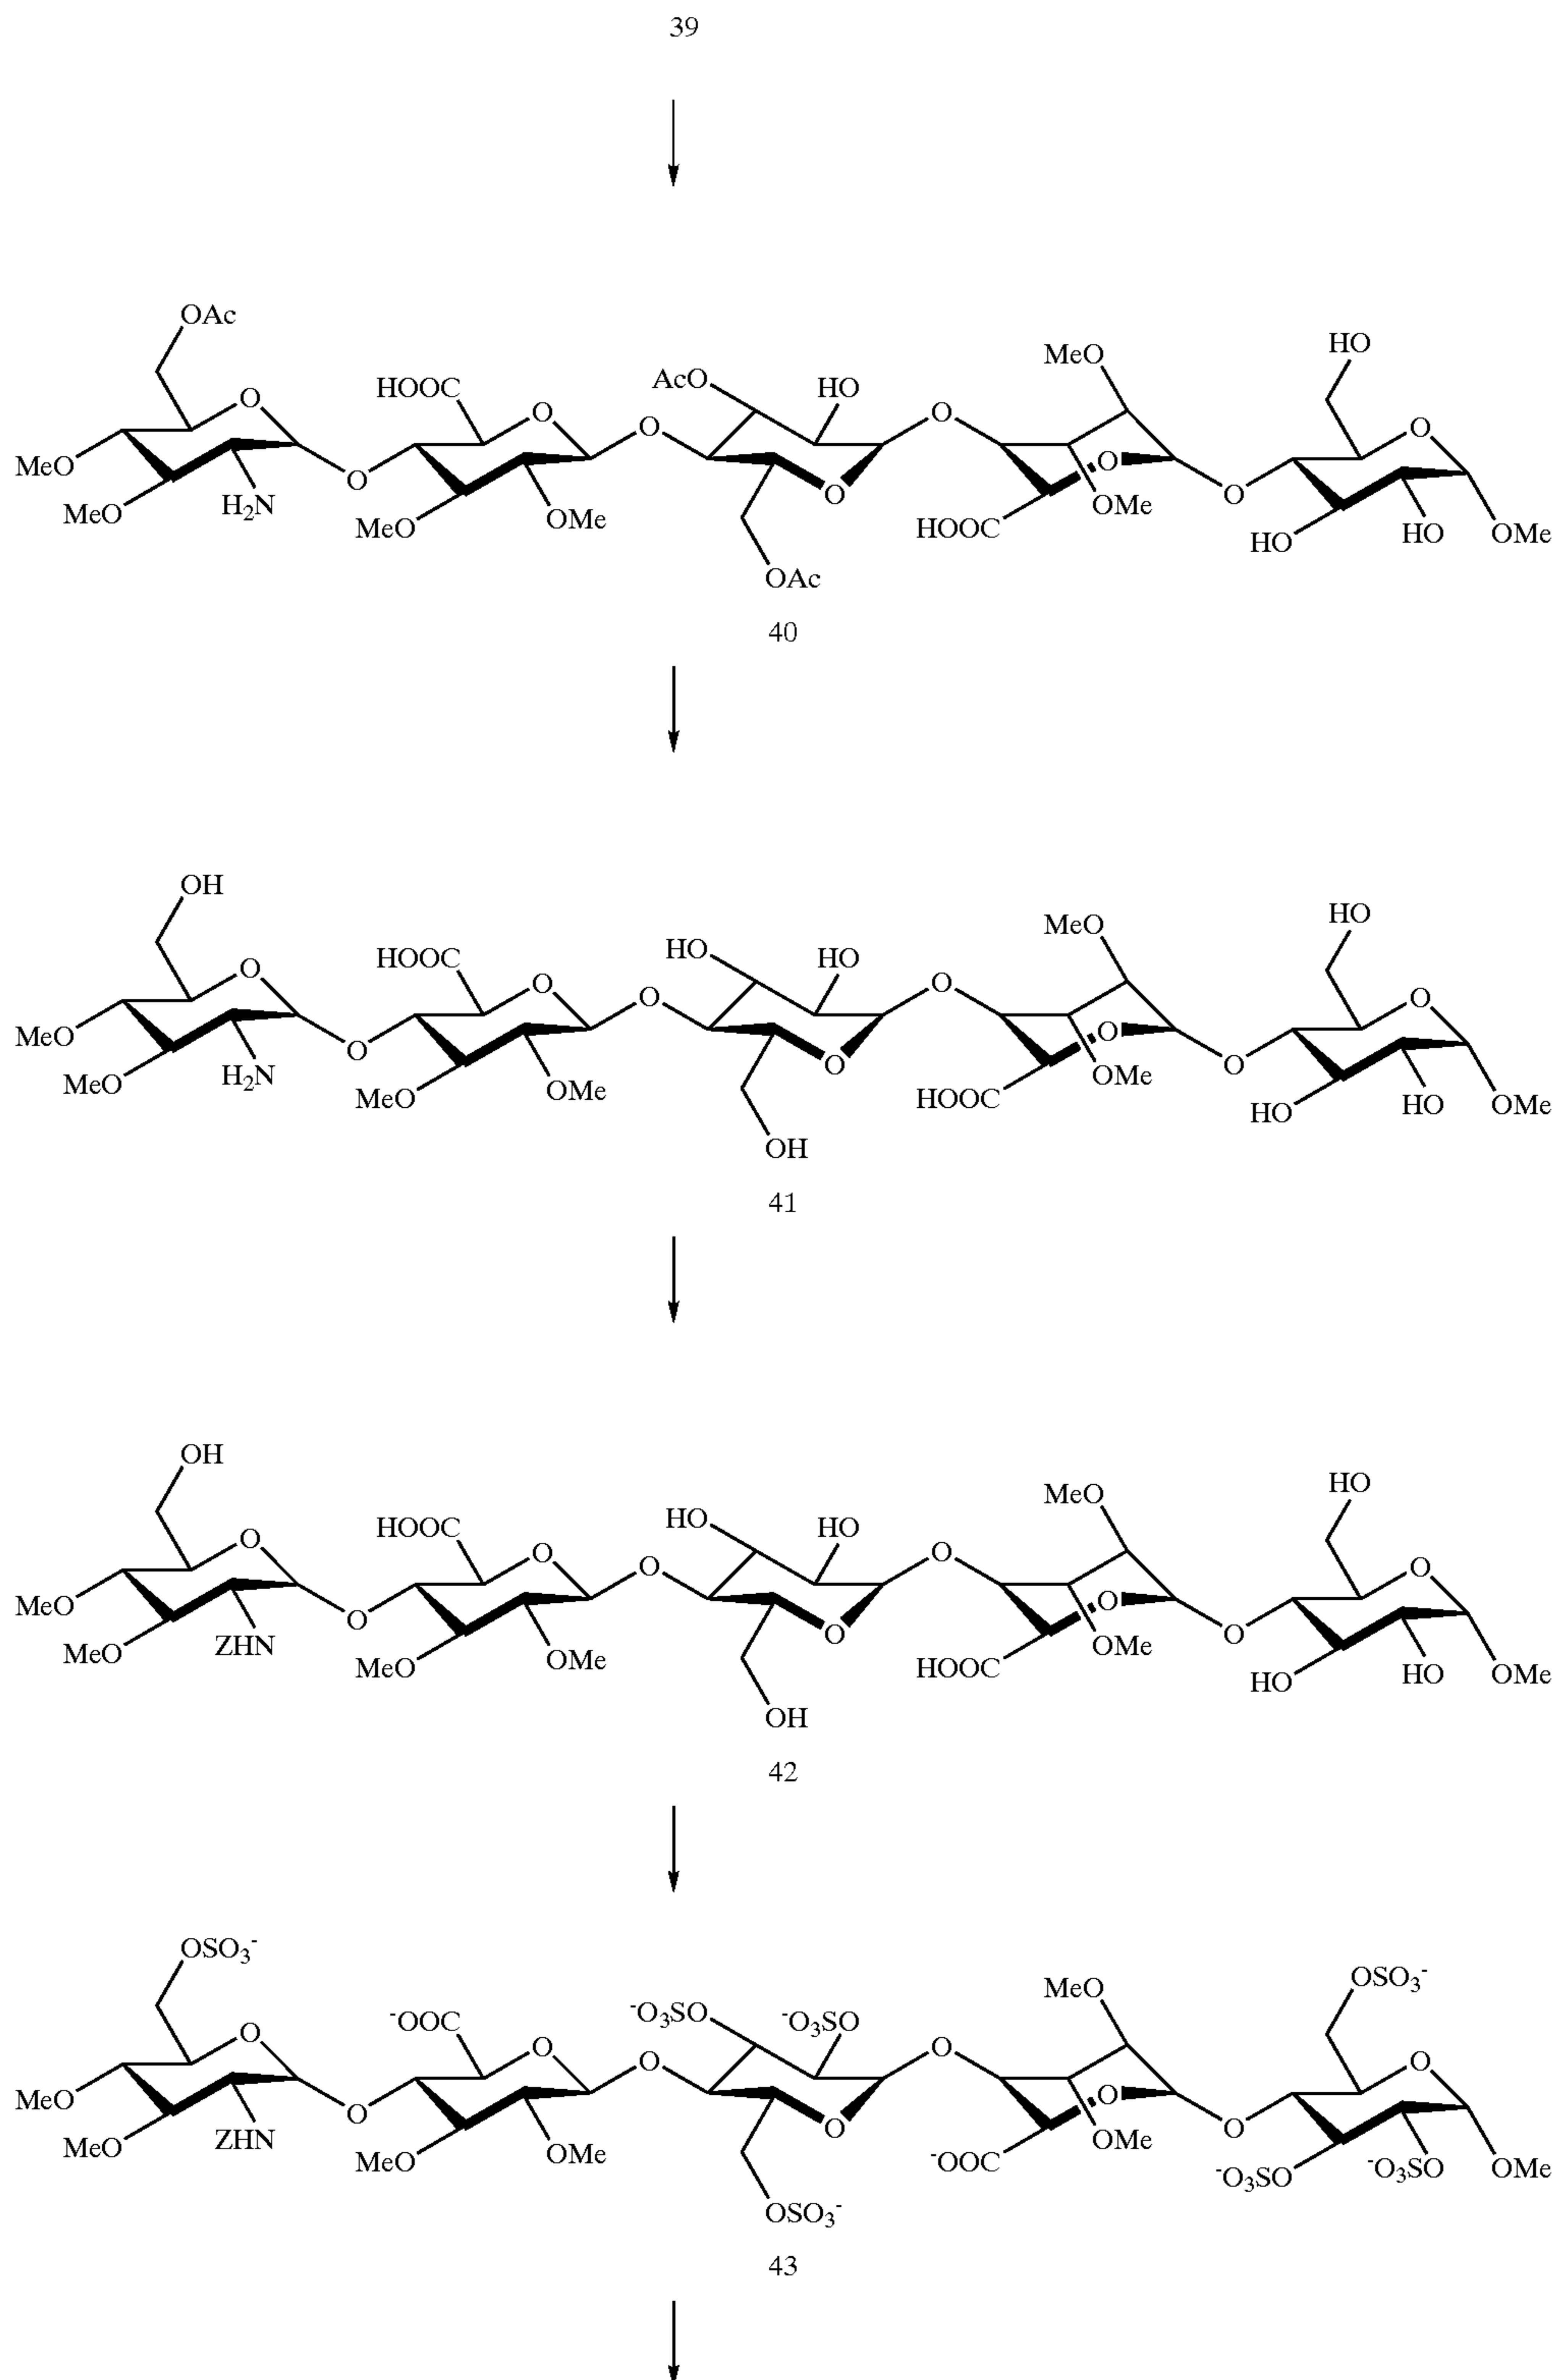 39
OAc
HO
MeO
AcO HO
HOOC
O O O O O
O
MeO O O O
HOOC OMe
MeO H₂N MeO OMe HO HO OMe
OAc
40
OH
HO
MeO
HO HO
HOOC
O O O O O
O
MeO O O O
HOOC OMe
MeO H₂N MeO OMe HO HO OMe
OH
41
OH
HO
MeO
HO HO
HOOC
O O O O O
O
MeO O O O
HOOC OMe
MeO ZHN MeO OMe HO HO OMe
OH
42
OSO₃⁻
OSO₃⁻
MeO
⁻O₃SO ⁻O₃SO
⁻OOC
O O O O O
O
MeO O O O
⁻OOC OMe
MeO ZHN MeO OMe ⁻O₃SO ⁻O₃SO OMe
OSO₃⁻
43